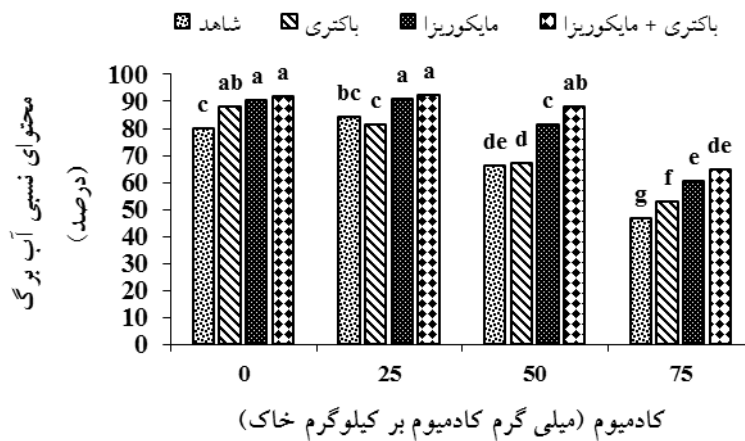 شاهد باکتری مایکوریزا باکتری + مایکوریزا
محتوای نسبی آب برگ
(درصد)
100
90
80
70
60
50
40
30
20
10
0
c ab a a
bc c a a
de d c ab
g f e de
0 25 50 75
کادمیوم (میلی گرم کادمیوم بر کیلوگرم خاک)